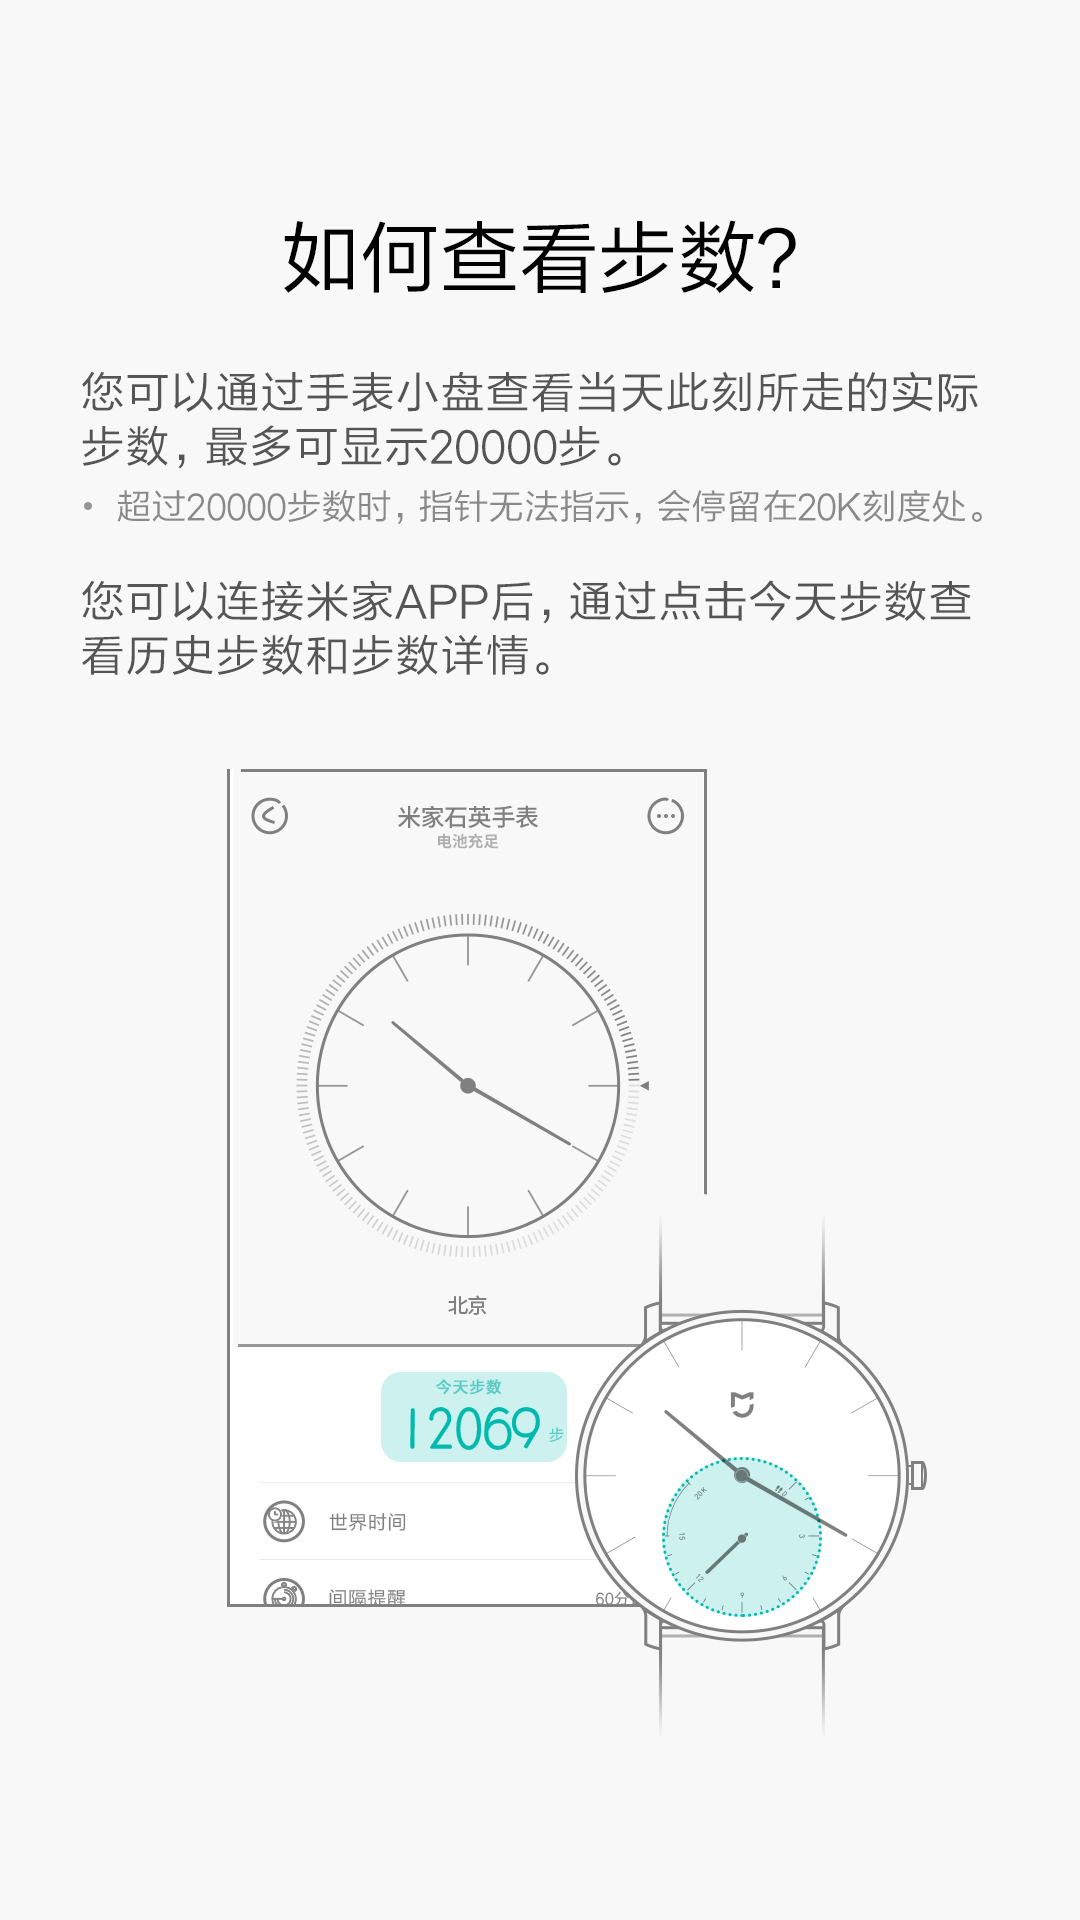 如何查看步数?
您可以通过手表小盘查看当天此刻所走的实际
步数，最多可显示20000步。
• 超过20000步数时，指针无法指示，会停留在20K刻度处。
您可以连接米家APP后，通过点击今天步数查
看历史步数和步数详情。
米家石英手表
电池充足
北京
今天步数
12069 步
世界时间
间隔提醒
60分
20K
0
15
3
12
6
9